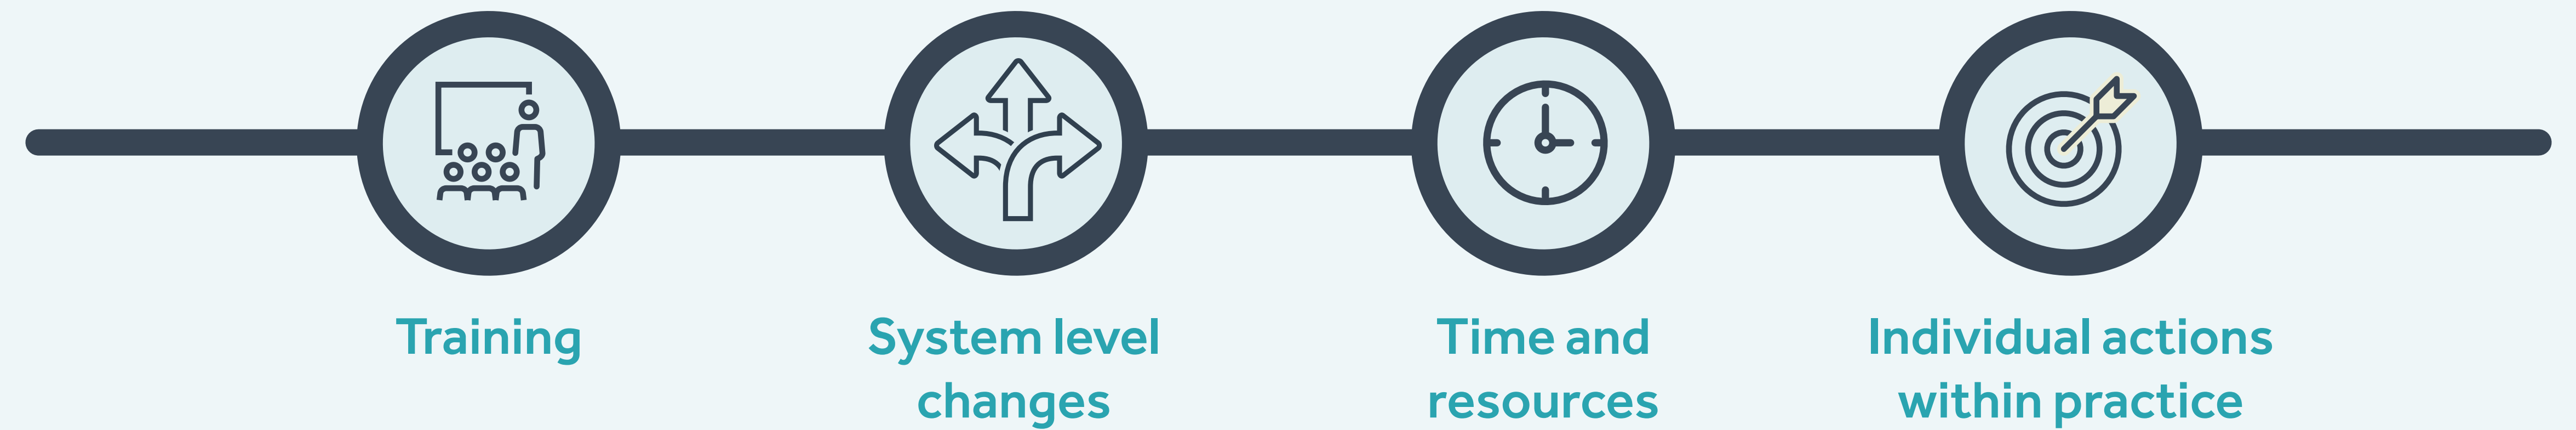 Training
System level
changes
Time and
resources
Individual actions
within practice